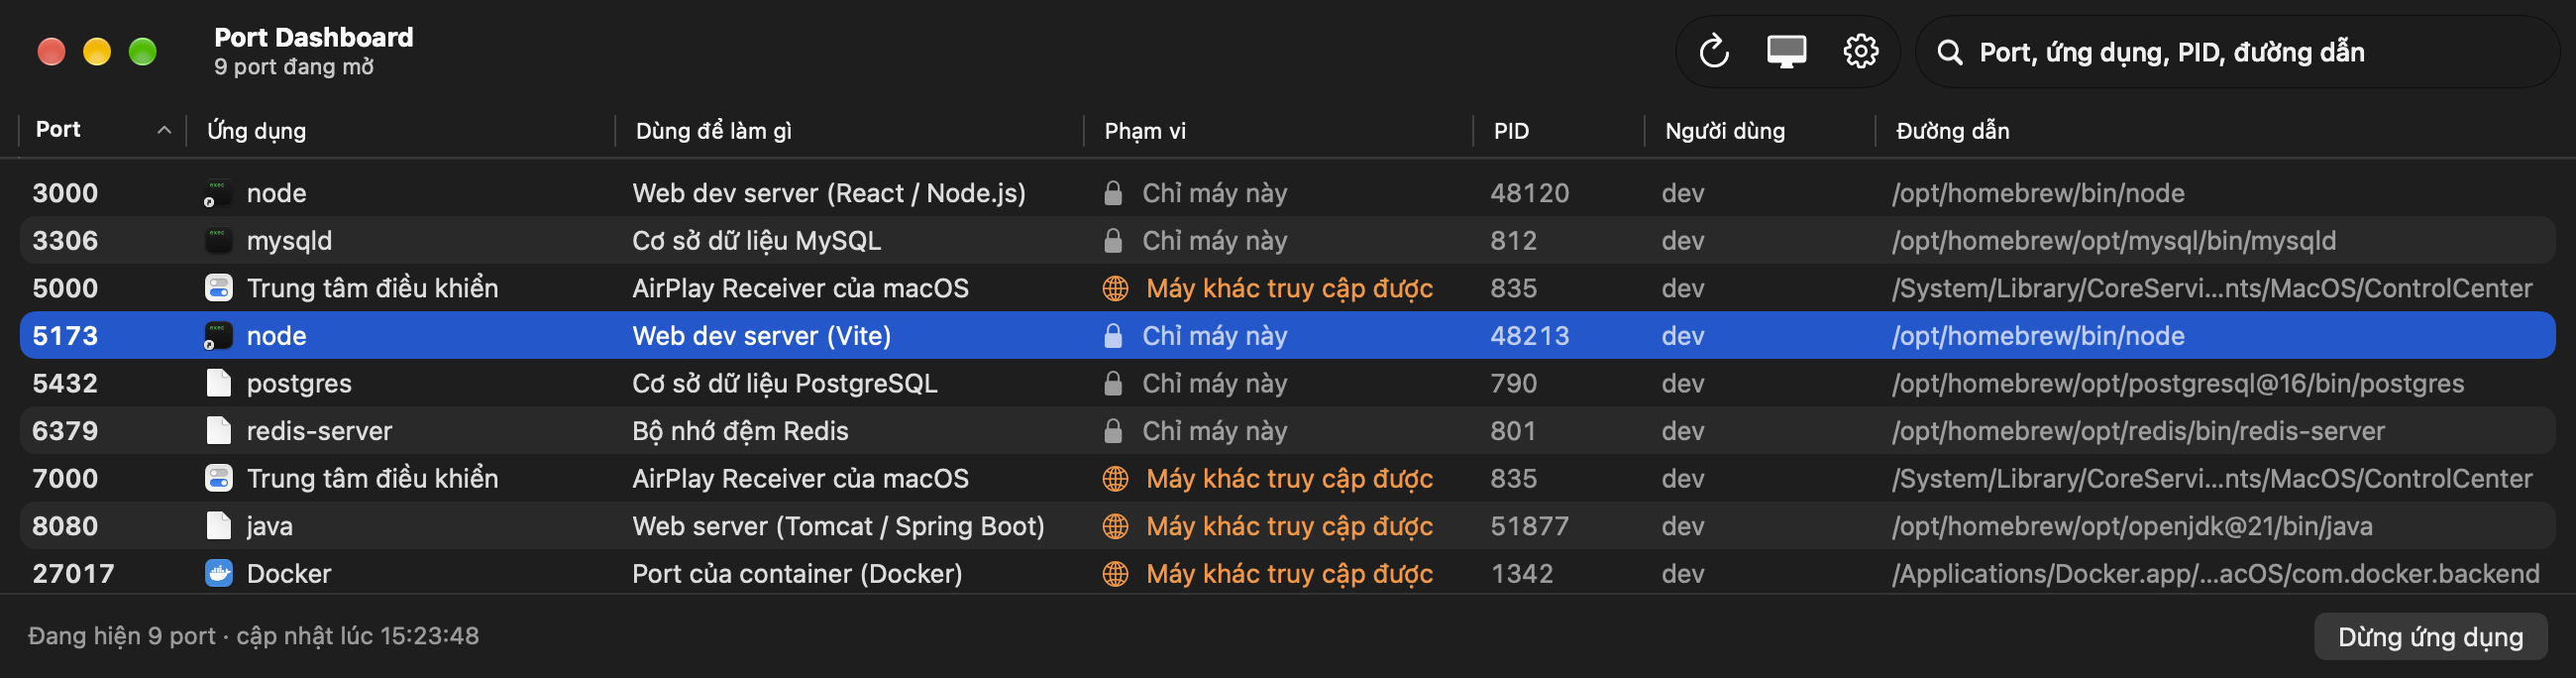 Port Dashboard
9 port đang mở
Port, ứng dụng, PID, đường dẫn
Port Ứng dụng Dùng để làm gì Phạm vi PID Người dùng Đường dẫn
3000 node Web dev server (React / Node.js) Chỉ máy này 48120 dev /opt/homebrew/bin/node
3306 mysqld Cơ sở dữ liệu MySQL Chỉ máy này 812 dev /opt/homebrew/opt/mysql/bin/mysqld
5000 Trung tâm điều khiển AirPlay Receiver của macOS Máy khác truy cập được 835 dev /System/Library/CoreServi...nts/MacOS/ControlCenter
5173 node Web dev server (Vite) Chỉ máy này 48213 dev /opt/homebrew/bin/node
5432 postgres Cơ sở dữ liệu PostgreSQL Chỉ máy này 790 dev /opt/homebrew/opt/postgresql@16/bin/postgres
6379 redis-server Bộ nhớ đệm Redis Chỉ máy này 801 dev /opt/homebrew/opt/redis/bin/redis-server
7000 Trung tâm điều khiển AirPlay Receiver của macOS Máy khác truy cập được 835 dev /System/Library/CoreServi...nts/MacOS/ControlCenter
8080 java Web server (Tomcat / Spring Boot) Máy khác truy cập được 51877 dev /opt/homebrew/opt/openjdk@21/bin/java
27017 Docker Port của container (Docker) Máy khác truy cập được 1342 dev /Applications/Docker.app/...acOS/com.docker.backend
Đang hiện 9 port · cập nhật lúc 15:23:48
Dừng ứng dụng